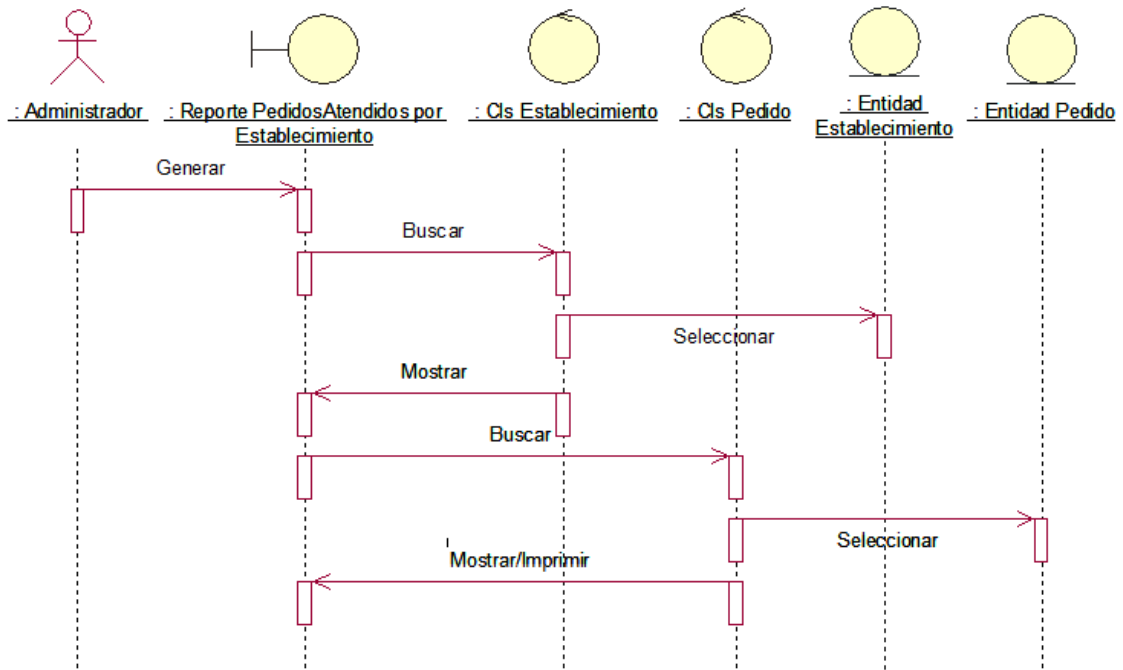 : Administrador
: Reporte PedidosAtendidos por
Establecimiento
: Cls Establecimiento
: Cls Pedido
: Entidad
Establecimiento
: Entidad Pedido
Generar
Buscar
Seleccionar
Mostrar
Buscar
Seleccionar
Mostrar/Imprimir